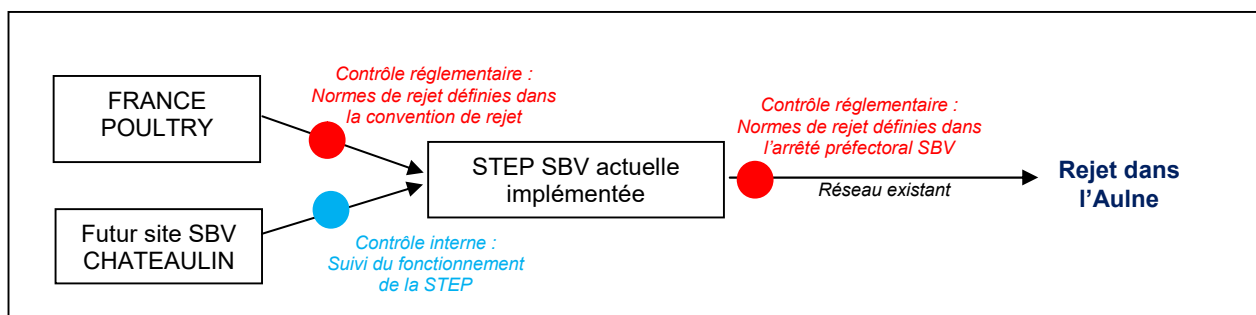 FRANCE
POULTRY
Contrôle réglementaire :
Normes de rejet définies dans
la convention de rejet
Futur site SBV
CHATEAULIN
Contrôle interne :
Suivi du fonctionnement
de la STEP
STEP SBV actuelle
implémentée
Contrôle réglementaire :
Normes de rejet définies dans
l'arrêté préfectoral SBV
Réseau existant
Rejet dans
l'Aulne